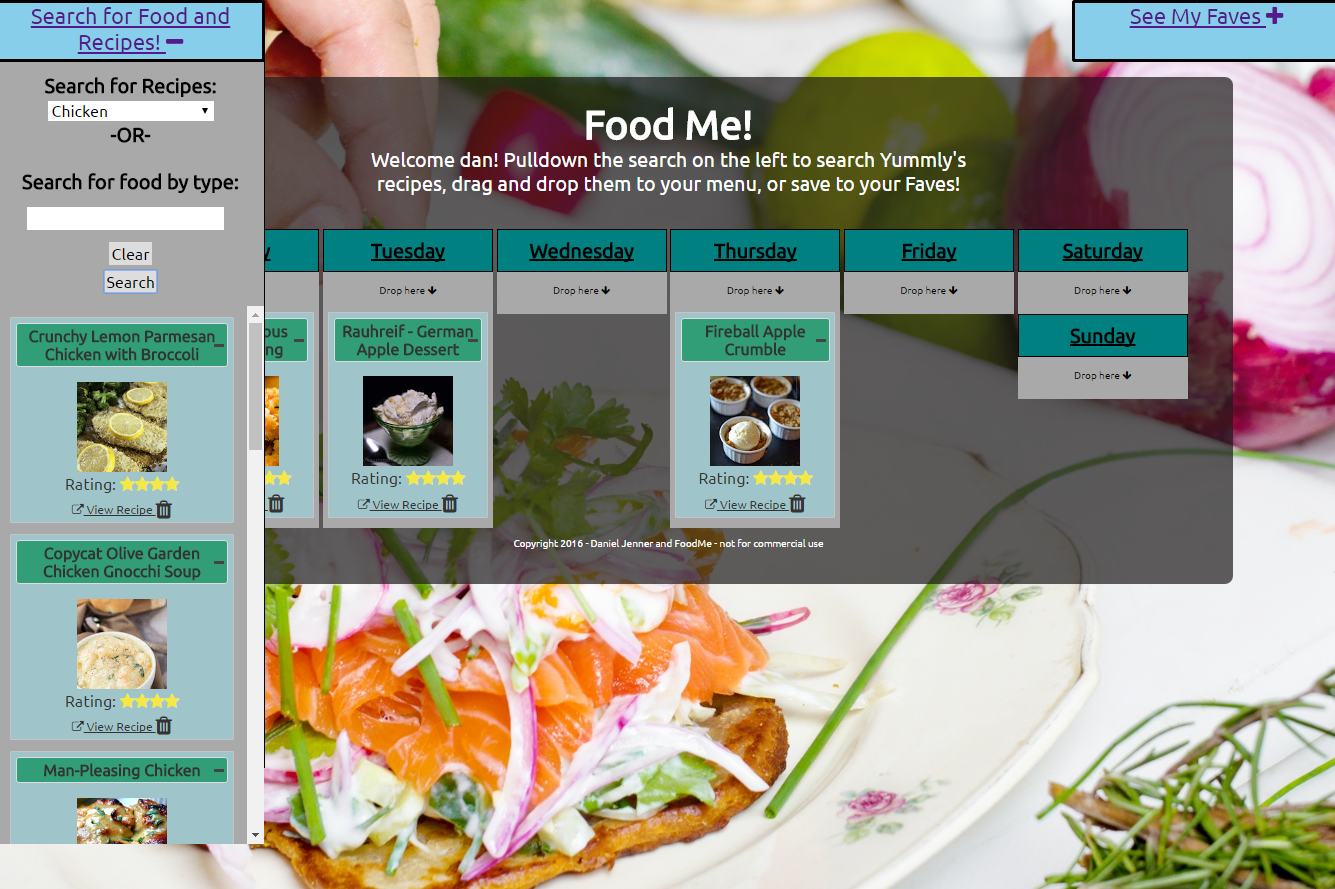 Search for Food and
Recipes!
See My Faves
Search for Recipes:
Chicken
-OR-
Search for food by type:
Clear
Search
Crunchy Lemon Parmesan
Chicken with Broccoli
Rating:
View Recipe
Copycat Olive Garden
Chicken Gnocchi Soup
Rating:
View Recipe
Man-Pleasing Chicken
Food Me!
Welcome dan! Pulldown the search on the left to search Yummly's
recipes, drag and drop them to your menu, or save to your Faves!
Tuesday
Drop here
Rauhreif - German
Apple Dessert
Rating:
View Recipe
Wednesday
Drop here
Thursday
Drop here
Fireball Apple
Crumble
Rating:
View Recipe
Friday
Drop here
Saturday
Drop here
Sunday
Drop here
Copyright 2016 - Daniel Jenner and FoodMe - not for commercial use